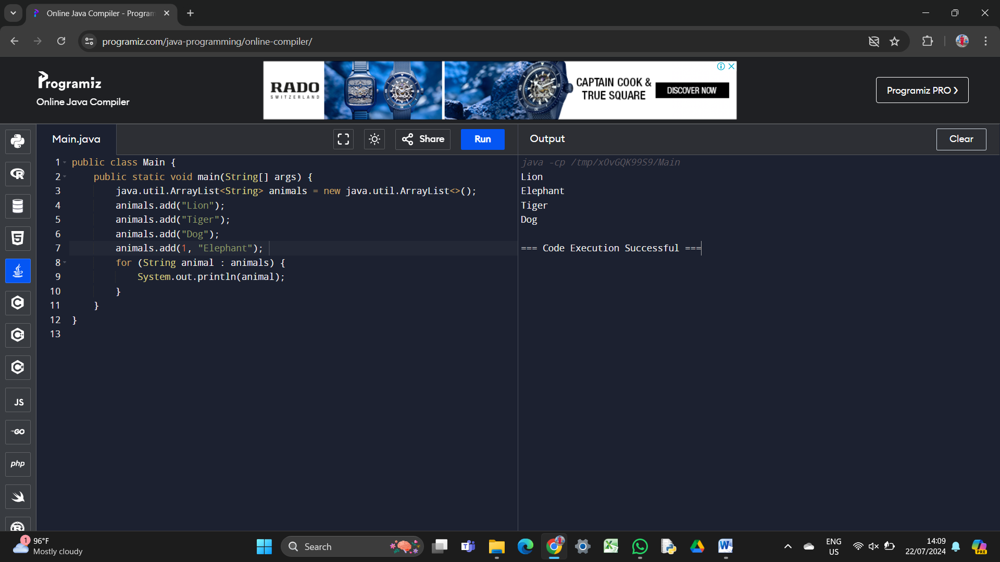 Online Java Compiler - Program
programiz.com/java-programming/online-compiler/
Programiz
Online Java Compiler
RADO
SWITZERLAND
CAPTAIN COOK &
TRUE SQUARE
DISCOVER NOW
Programiz PRO
Main.java
Share
Run
Output
Clear
1 public class Main {
2 public static void main(String[] args) {
3 java.util.ArrayList<String> animals = new java.util.ArrayList<>();
4 animals.add("Lion");
5 animals.add("Tiger");
6 animals.add("Dog");
7 animals.add(1, "Elephant");
8 for (String animal : animals) {
9 System.out.println(animal);
10 }
11 }
12 }
13
java -cp /tmp/xOvGQK99S9/Main
Lion
Elephant
Tiger
Dog
=== Code Execution Successful ===
R
5
C
C
C
JS
GO
php
R
1
96°F
Mostly cloudy
Search
T
X
W
ENG
US
14:09
22/07/2024
PRE